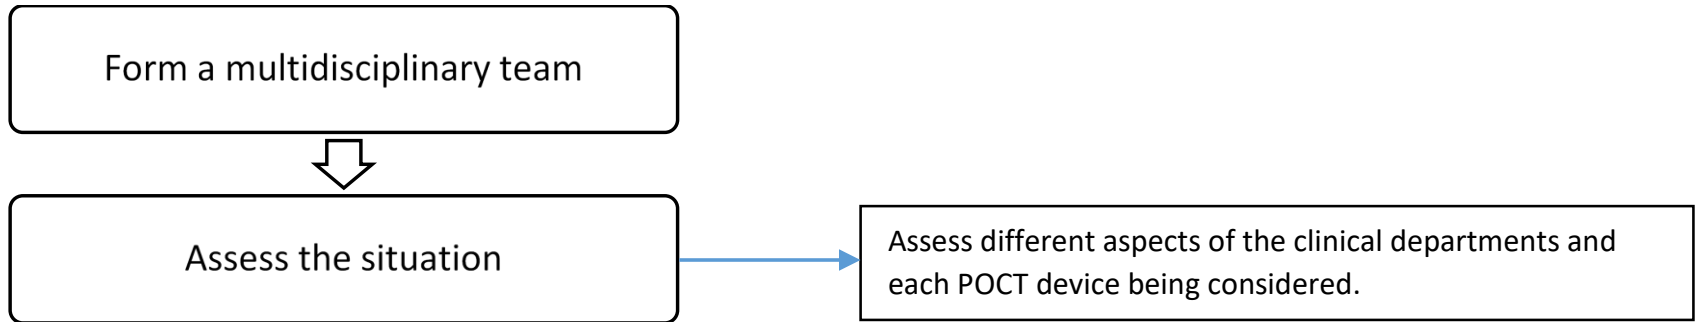 Form a multidisciplinary team
Assess the situation
Assess different aspects of the clinical departments and
each POCT device being considered.